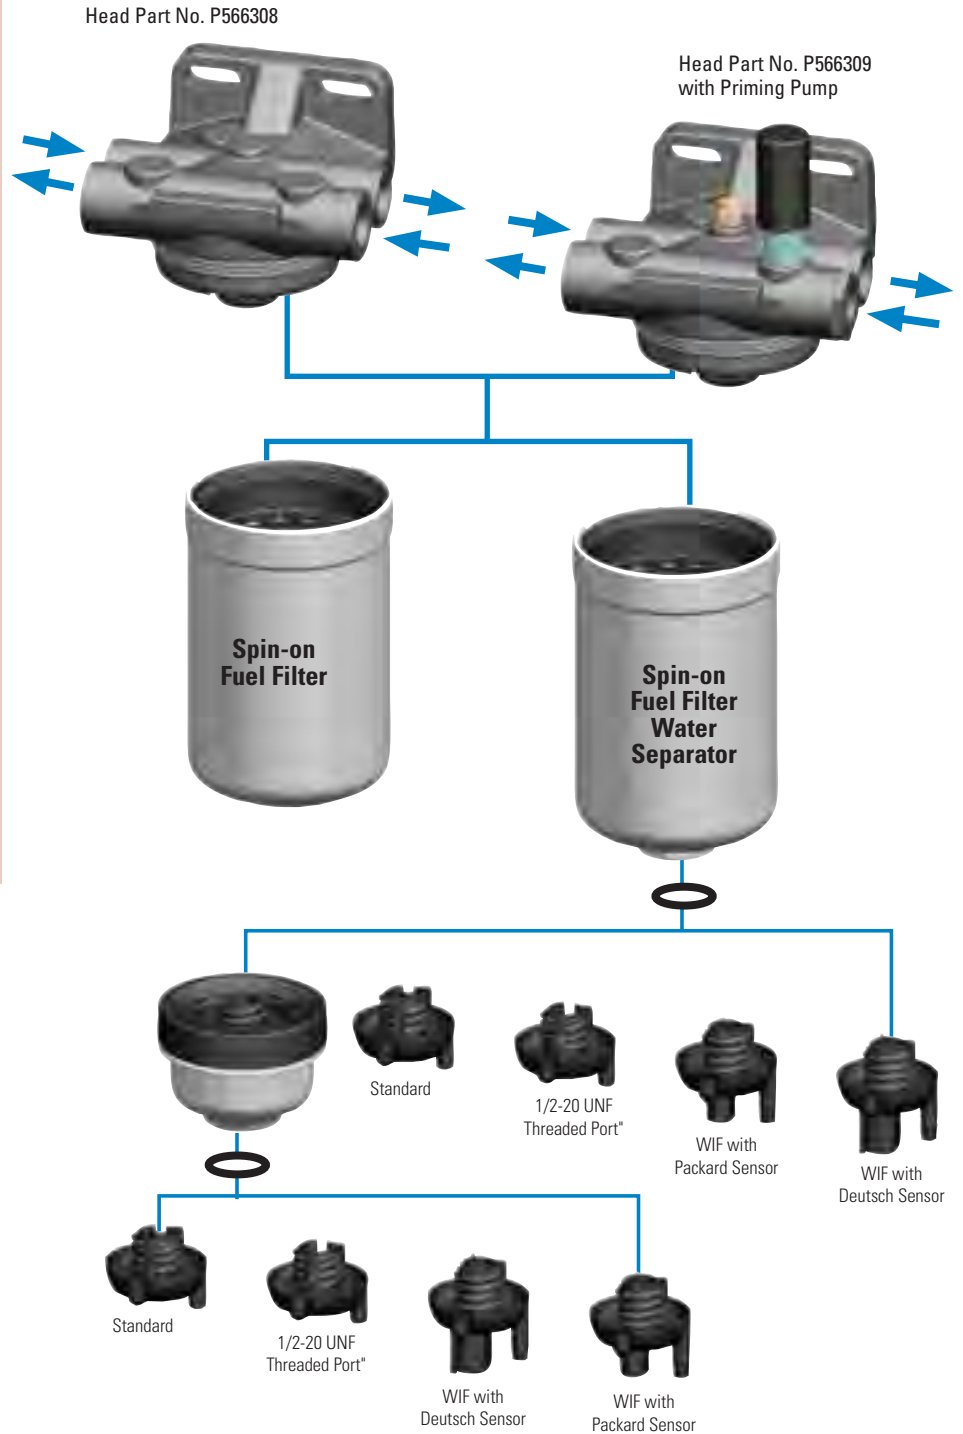 Head Part No. P566308
Head Part No. P566309
with Priming Pump
Spin-on
Fuel Filter
Spin-on
Fuel Filter
Water
Separator
Standard
1/2-20 UNF
Threaded Port"
WIF with
Packard Sensor
WIF with
Deutsch Sensor
Standard
1/2-20 UNF
Threaded Port"
WIF with
Deutsch Sensor
WIF with
Packard Sensor